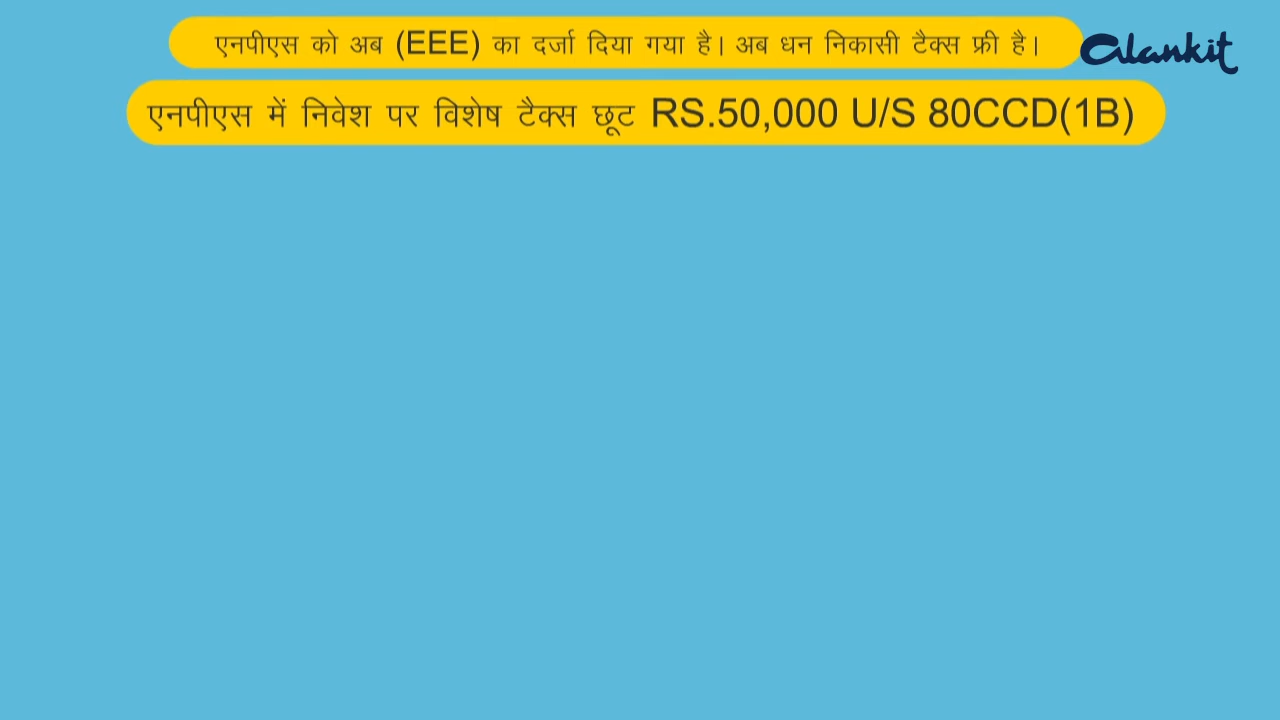 एनपीएस को अब (EEE) का दर्जा दिया गया है। अब धन निकासी टैक्स फ्री है।
alankit
एनपीएस में निवेश पर विशेष टैक्स छूट RS.50,000 U/S 80CCD(1B)